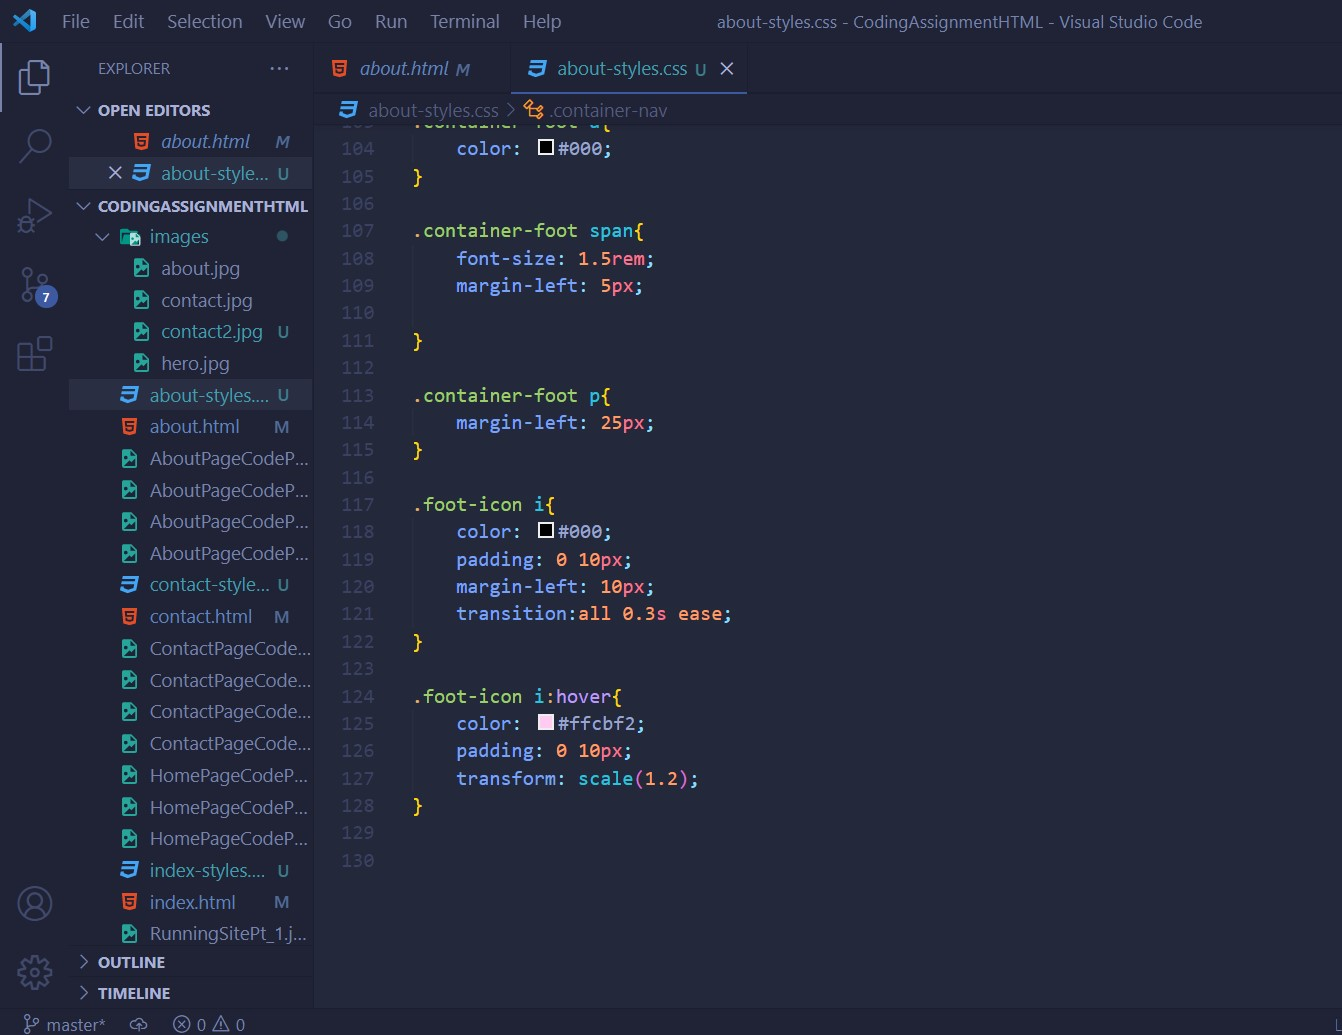 File Edit Selection View Go Run Terminal Help about-styles.css - CodingAssignmentHTML - Visual Studio Code
EXPLORER ...
OPEN EDITORS
about.html M
about-style... U
CODINGASSIGNMENTHTML
images
about.jpg
contact.jpg
contact2.jpg U
hero.jpg
about-styles.... U
about.html M
AboutPageCodeP...
AboutPageCodeP...
AboutPageCodeP...
AboutPageCodeP...
contact-style... U
contact.html M
ContactPageCode...
ContactPageCode...
ContactPageCode...
ContactPageCode...
HomePageCodeP...
HomePageCodeP...
HomePageCodeP...
index-styles.... U
index.html M
RunningSitePt_1.j...
OUTLINE
TIMELINE
7
about.html M about-styles.css U
about-styles.css > .container-nav
103 .container-foot a{
104 color: #000;
105 }
106
107 .container-foot span{
108 font-size: 1.5rem;
109 margin-left: 5px;
110
111 }
112
113 .container-foot p{
114 margin-left: 25px;
115 }
116
117 .foot-icon i{
118 color: #000;
119 padding: 0 10px;
120 margin-left: 10px;
121 transition:all 0.3s ease;
122 }
123
124 .foot-icon i:hover{
125 color: #ffcbf2;
126 padding: 0 10px;
127 transform: scale(1.2);
128 }
129
130
master* 0 0